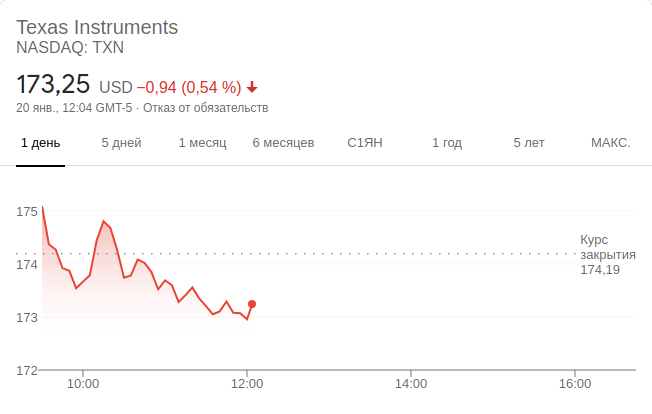 Texas Instruments
NASDAQ: TXN
173,25 USD −0,94 (0,54 %)
20 янв., 12:04 GMT-5 · Отказ от обязательств
1 день 5 дней 1 месяц 6 месяцев С1ЯН 1 год 5 лет МАКС.
175
Курс
закрытия
174,19
174
173
172
10:00 12:00 14:00 16:00